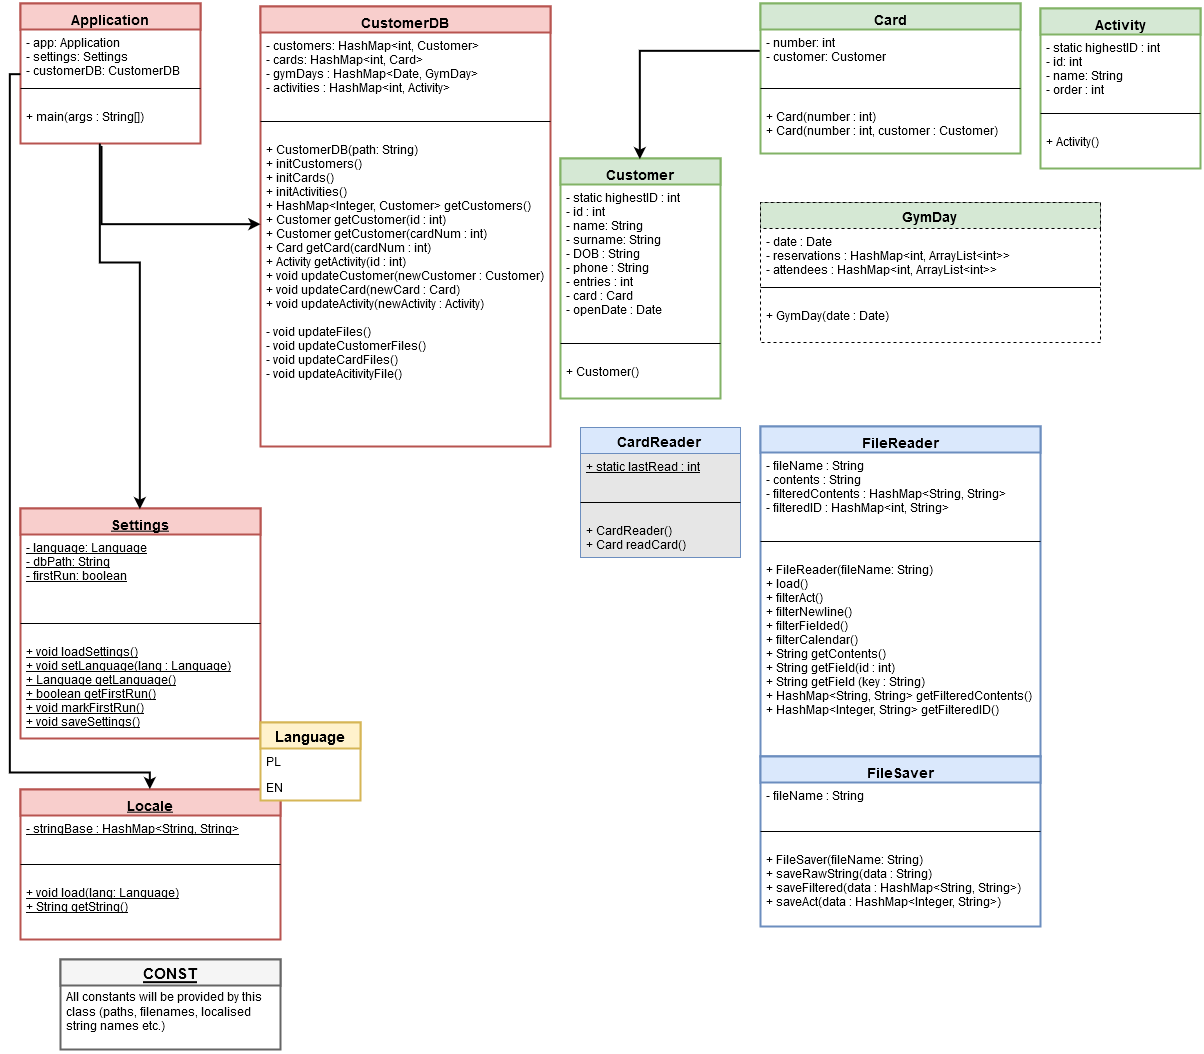 Application
- app: Application
- settings: Settings
- customerDB: CustomerDB
+ main(args : String[])
CustomerDB
- customers: HashMap<int, Customer>
- cards: HashMap<int, Card>
- gymDays : HashMap<Date, GymDay>
- activities : HashMap<int, Activity>
+ CustomerDB(path: String)
+ initCustomers()
+ initCards()
+ initActivities()
+ HashMap<Integer, Customer> getCustomers()
+ Customer getCustomer(id : int)
+ Customer getCustomer(cardNum : int)
+ Card getCard(cardNum : int)
+ Activity getActivity(id : int)
+ void updateCustomer(newCustomer : Customer)
+ void updateCard(newCard : Card)
+ void updateActivity(newActivity : Activity)
- void updateFiles()
- void updateCustomerFiles()
- void updateCardFiles()
- void updateAcitivityFile()
Card
- number: int
- customer: Customer
+ Card(number : int)
+ Card(number : int, customer : Customer)
Activity
- static highestID : int
- id: int
- name: String
- order : int
+ Activity()
Customer
- static highestID : int
- id : int
- name: String
- surname: String
- DOB : String
- phone : String
- entries : int
- card : Card
- openDate : Date
+ Customer()
GymDay
- date : Date
- reservations : HashMap<int, ArrayList<int>>
- attendees : HashMap<int, ArrayList<int>>
+ GymDay(date : Date)
CardReader
+ static lastRead : int
+ CardReader()
+ Card readCard()
FileReader
- fileName : String
- contents : String
- filteredContents : HashMap<String, String>
- filteredID : HashMap<int, String>
+ FileReader(fileName: String)
+ load()
+ filterAct()
+ filterNewline()
+ filterFielded()
+ filterCalendar()
+ String getContents()
+ String getField(id : int)
+ String getField (key : String)
+ HashMap<String, String> getFilteredContents()
+ HashMap<Integer, String> getFilteredID()
FileSaver
- fileName : String
+ FileSaver(fileName: String)
+ saveRawString(data : String)
+ saveFiltered(data : HashMap<String, String>)
+ saveAct(data : HashMap<Integer, String>)
Settings
- language: Language
- dbPath: String
- firstRun: boolean
+ void loadSettings()
+ void setLanguage(lang : Language)
+ Language getLanguage()
+ boolean getFirstRun()
+ void markFirstRun()
+ void saveSettings()
Language
PL
EN
Locale
- stringBase : HashMap<String, String>
+ void load(lang: Language)
+ String getString()
CONST
All constants will be provided by this
class (paths, filenames, localised
string names etc.)